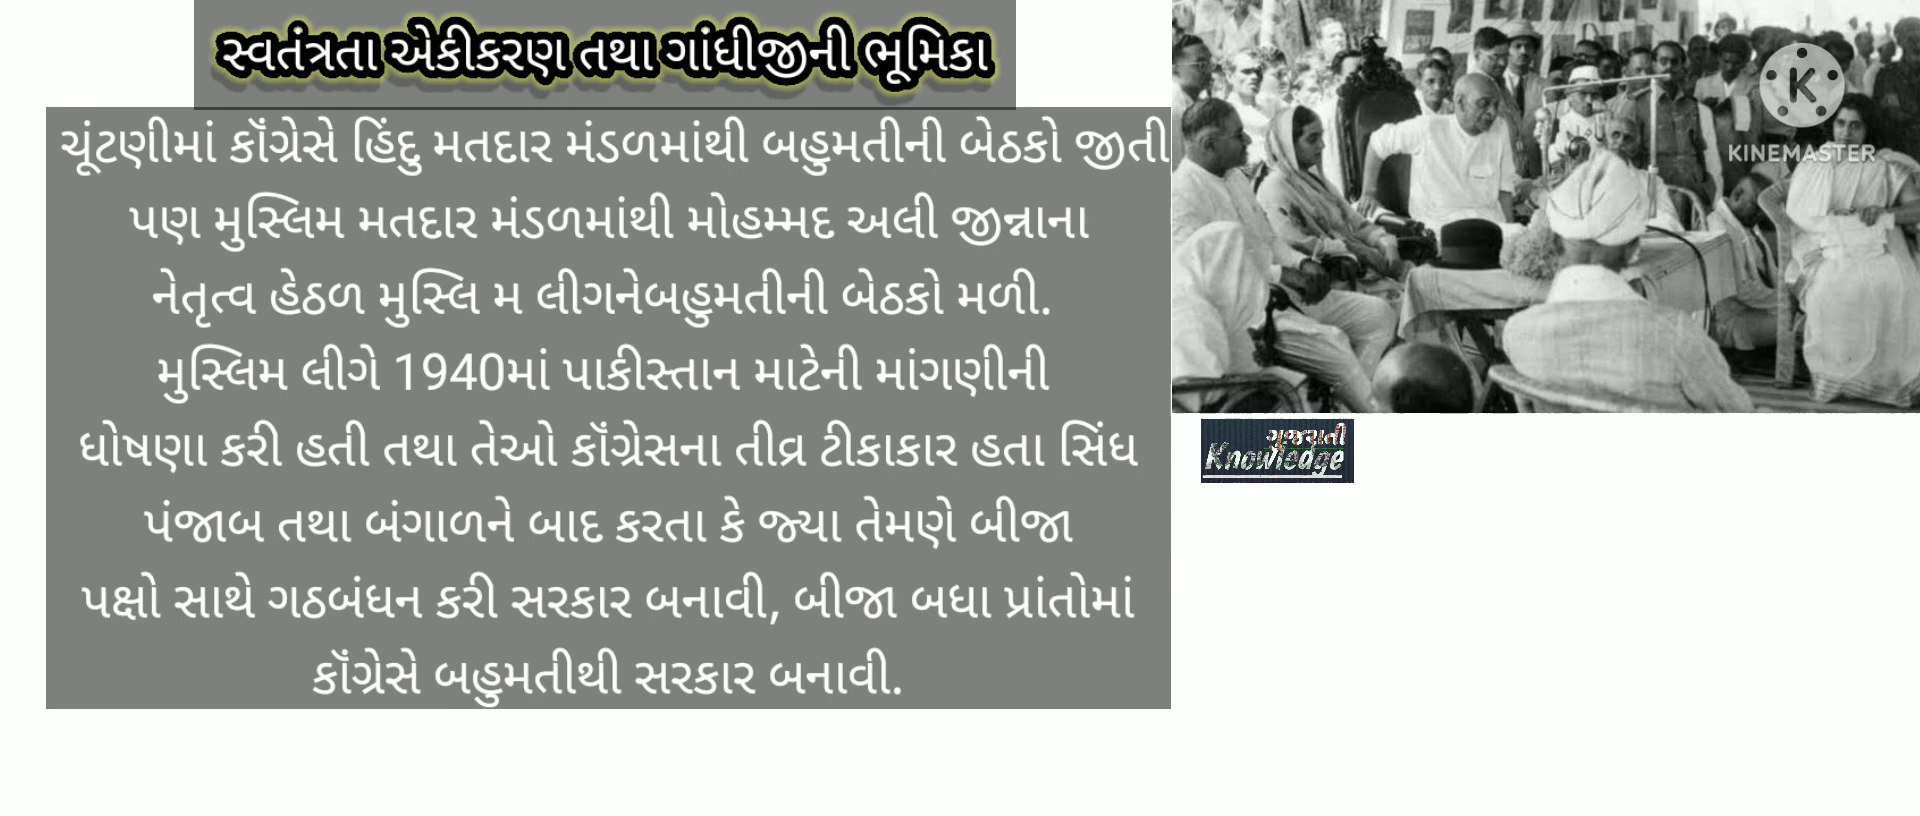 સ્વતંત્રતા એકીકરણ તથા ગાંધીજીની ભૂમિકા
ચૂંટણીમાં કૉંગ્રેસે હિંદુ મતદાર મંડળમાંથી બહુમતીની બેઠકો જીતી
પણ મુસ્લિમ મતદાર મંડળમાંથી મોહમ્મદ અલી જીન્નાના
નેતૃત્વ હેઠળ મુસ્લિ મ લીગનેબહુમતીની બેઠકો મળી.
મુસ્લિમ લીગે 1940માં પાકીસ્તાન માટેની માંગણીની
ધોષણા કરી હતી તથા તેઓ કૉંગ્રેસના તીવ્ર ટીકાકાર હતા સિંધ
પંજાબ તથા બંગાળને બાદ કરતા કે જ્યા તેમણે બીજા
પક્ષો સાથે ગઠબંધન કરી સરકાર બનાવી, બીજા બધા પ્રાંતોમાં
કૉંગ્રેસે બહુમતીથી સરકાર બનાવી.
K
KINEMASTER
ગુજરાતી
Knowledge